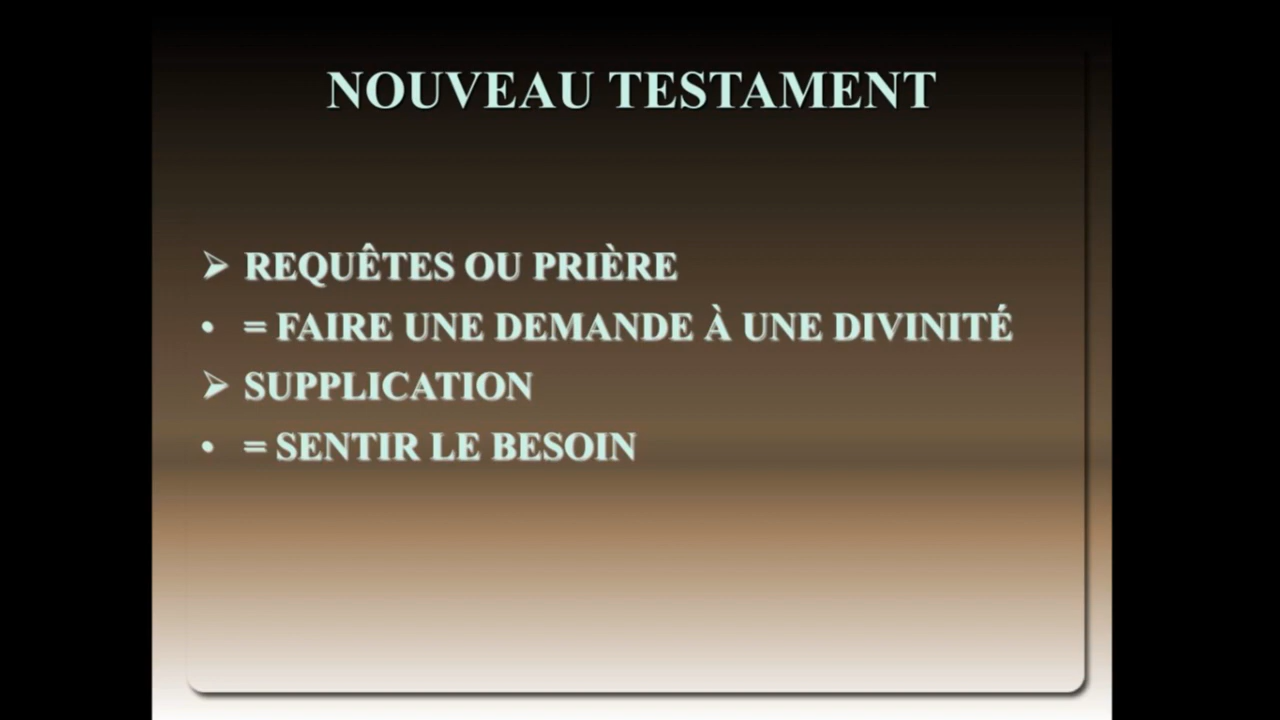 NOUVEAU TESTAMENT
➢ REQUÊTES OU PRIÈRE
• = FAIRE UNE DEMANDE À UNE DIVINITÉ
➢ SUPPLICATION
• = SENTIR LE BESOIN